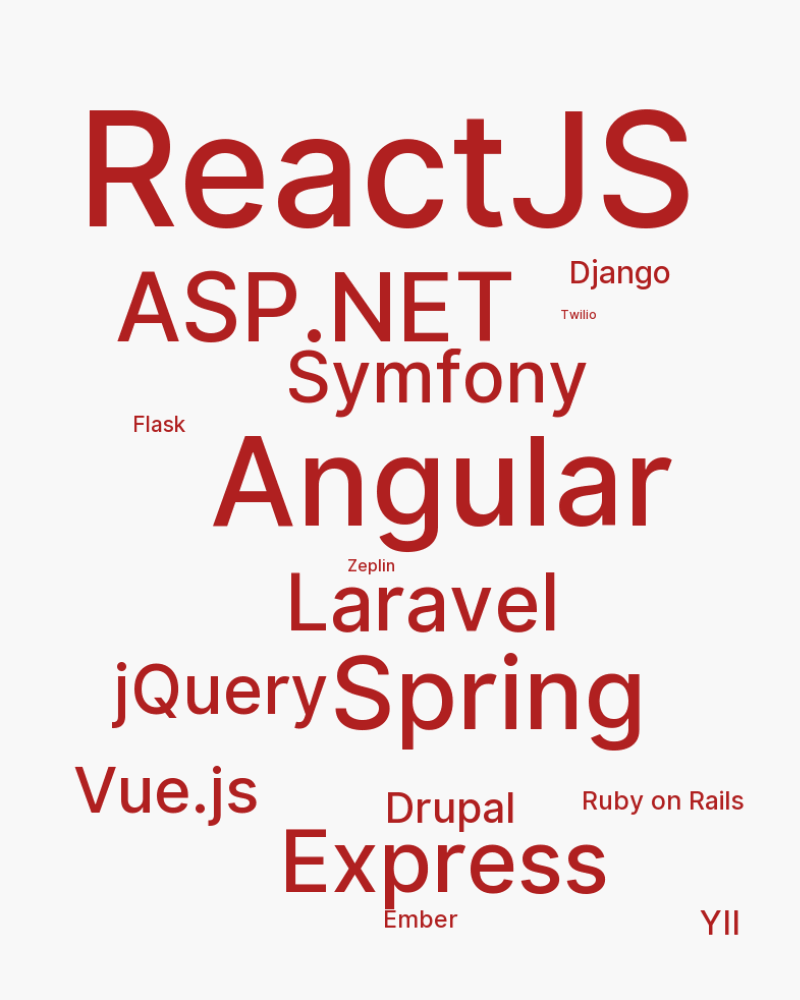 ReactJS
ASP.NET
Django
Twilio
Symfony
Flask
Angular
Zeplin
Laravel
jQuery
Spring
Vue.js
Drupal
Ruby on Rails
Express
Ember
YII